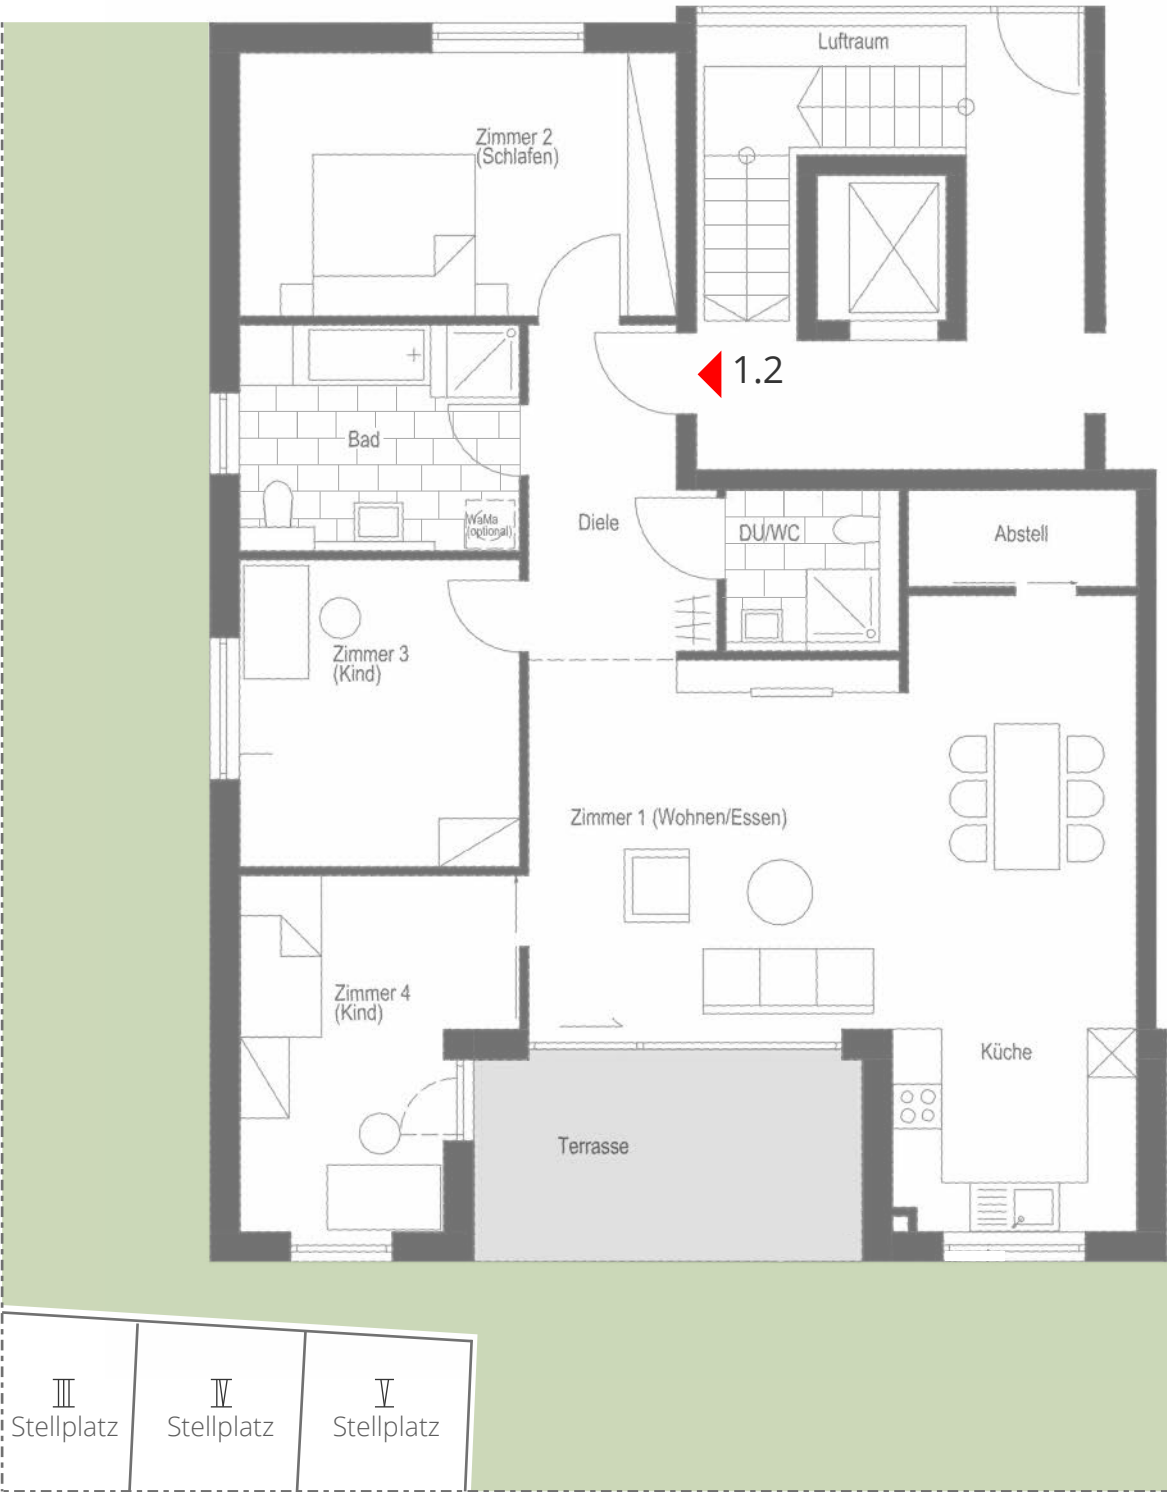 Luftraum
Zimmer 2
(Schlafen)
1.2
Bad
WaMa
(optional)
Diele
DU/WC
Abstell
Zimmer 3
(Kind)
Zimmer 1 (Wohnen/Essen)
Zimmer 4
(Kind)
Küche
Terrasse
III
Stellplatz
IV
Stellplatz
V
Stellplatz